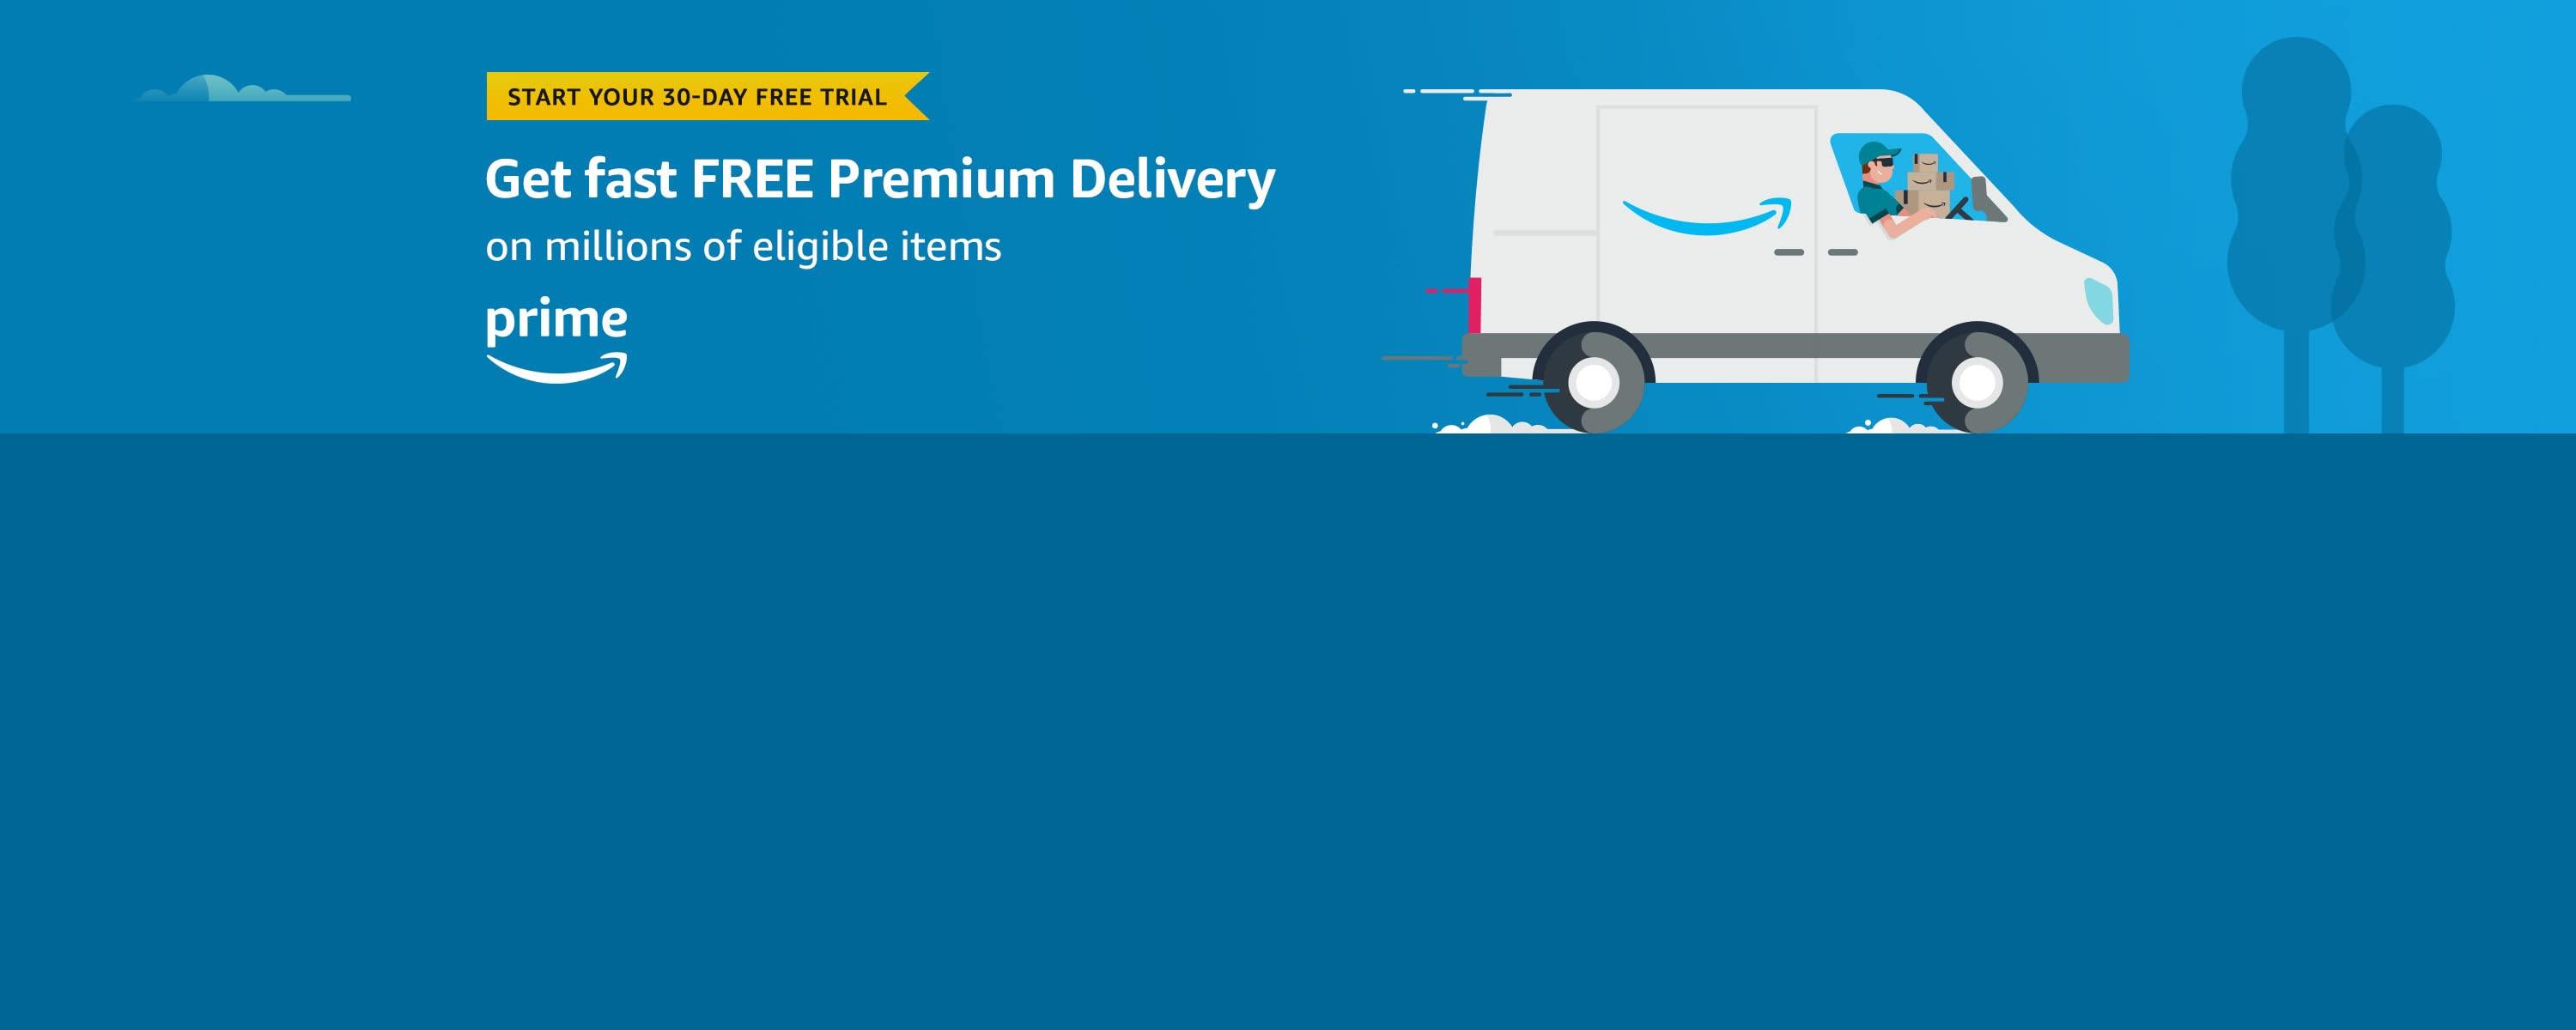 START YOUR 30-DAY FREE TRIAL
Get fast FREE Premium Delivery
on millions of eligible items
prime